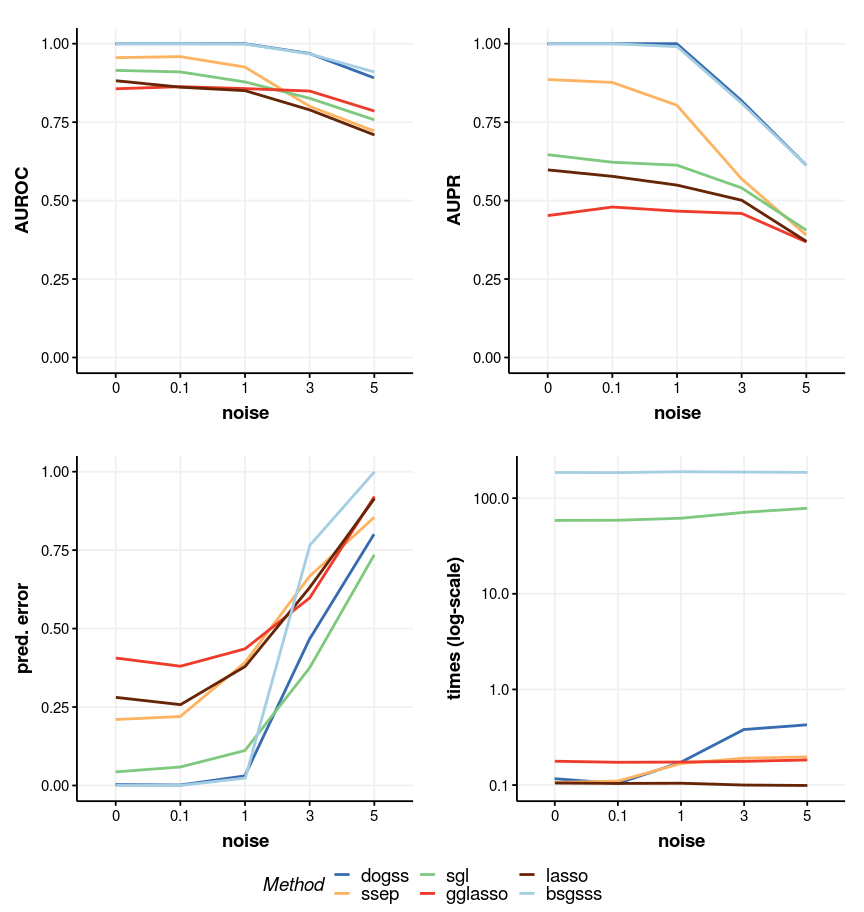 1.00
0.75
0.50
0.25
0.00
AUROC
0 0.1 1 3 5
noise
1.00
0.75
0.50
0.25
0.00
AUPR
0 0.1 1 3 5
noise
1.00
0.75
0.50
0.25
0.00
pred. error
0 0.1 1 3 5
noise
100.0
10.0
1.0
0.1
times (log-scale)
0 0.1 1 3 5
noise
Method dogss sgl lasso
ssep gglasso bsgsss